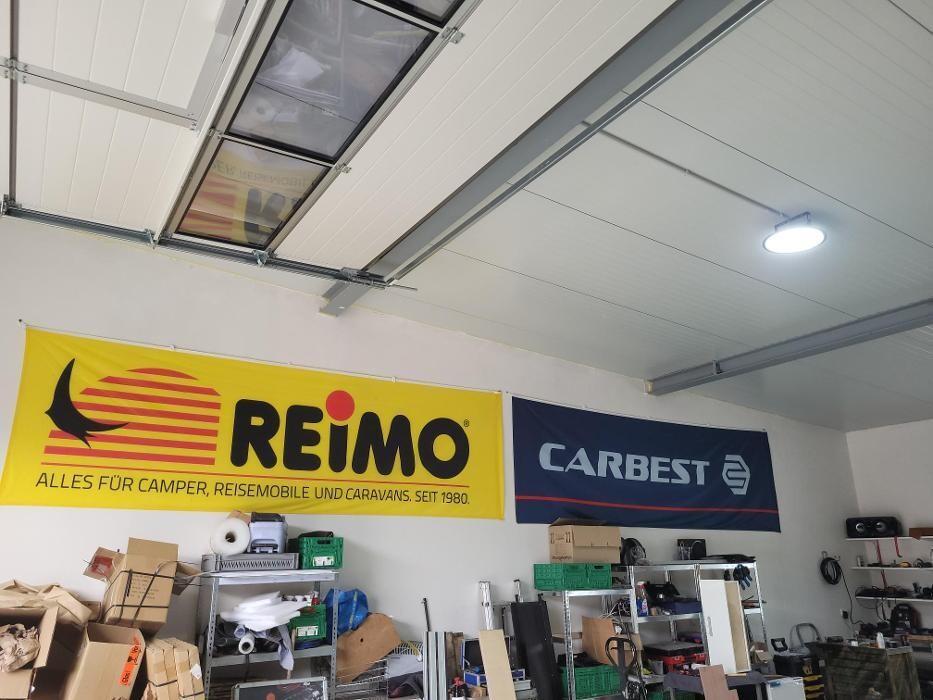 REiMO®
ALLES FÜR CAMPER, REISEMOBILE UND CARAVANS. SEIT 1980.
CARBEST